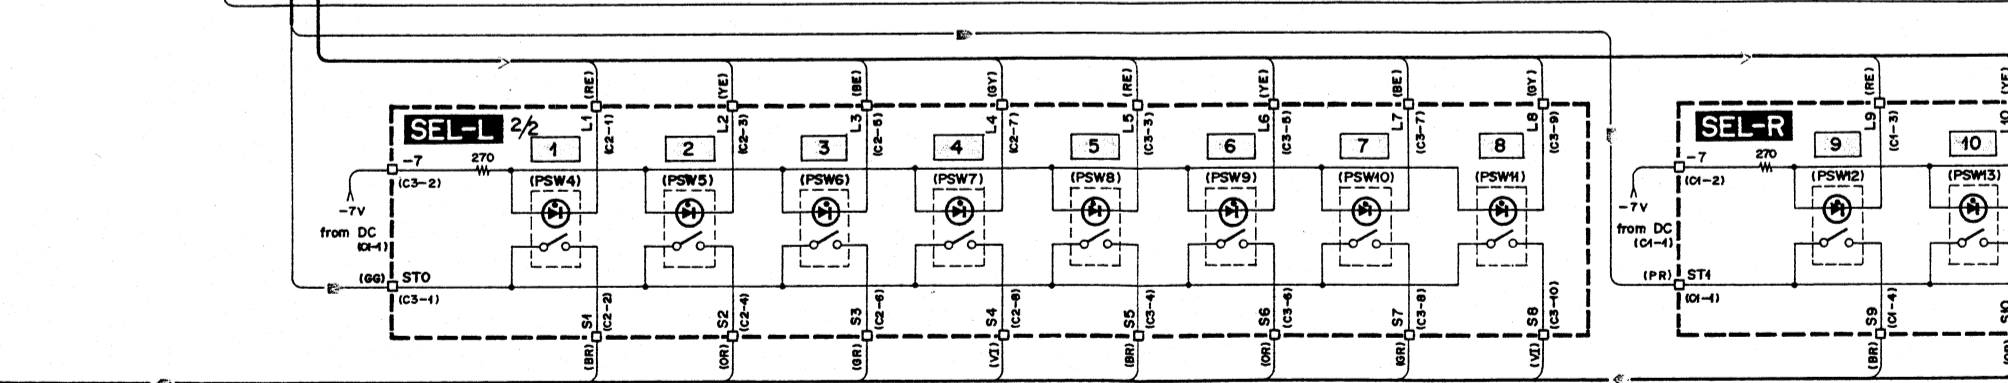 (RE) (YE) (BE) (GY) (RE) (YE) (BE) (GY) (RE)
L1 L2 L3 L4 L5 L6 L7 L8 L9
(C2-1) (C2-3) (C2-5) (C2-7) (C3-3) (C3-5) (C3-7) (C3-9) (C1-3)
SEL-L 2/2
SEL-R
1 2 3 4 5 6 7 8 9 10
-7 270
(C3-2)
-7 270
(C1-2)
(PSW4) (PSW5) (PSW6) (PSW7) (PSW8) (PSW9) (PSW10) (PSW11) (PSW12) (PSW13)
-7V
from DC
-7V
from DC
(C1-1)
(GG) ST0
(C3-1)
(PR) ST1
S1 S2 S3 S4 S5 S6 S7 S8 S9
(C2-2) (C2-4) (C2-6) (C2-8) (C3-4) (C3-6) (C3-8) (C3-10) (C1-4)
(BR) (OR) (GR) (VI) (BR) (OR) (GR) (VI) (BR)